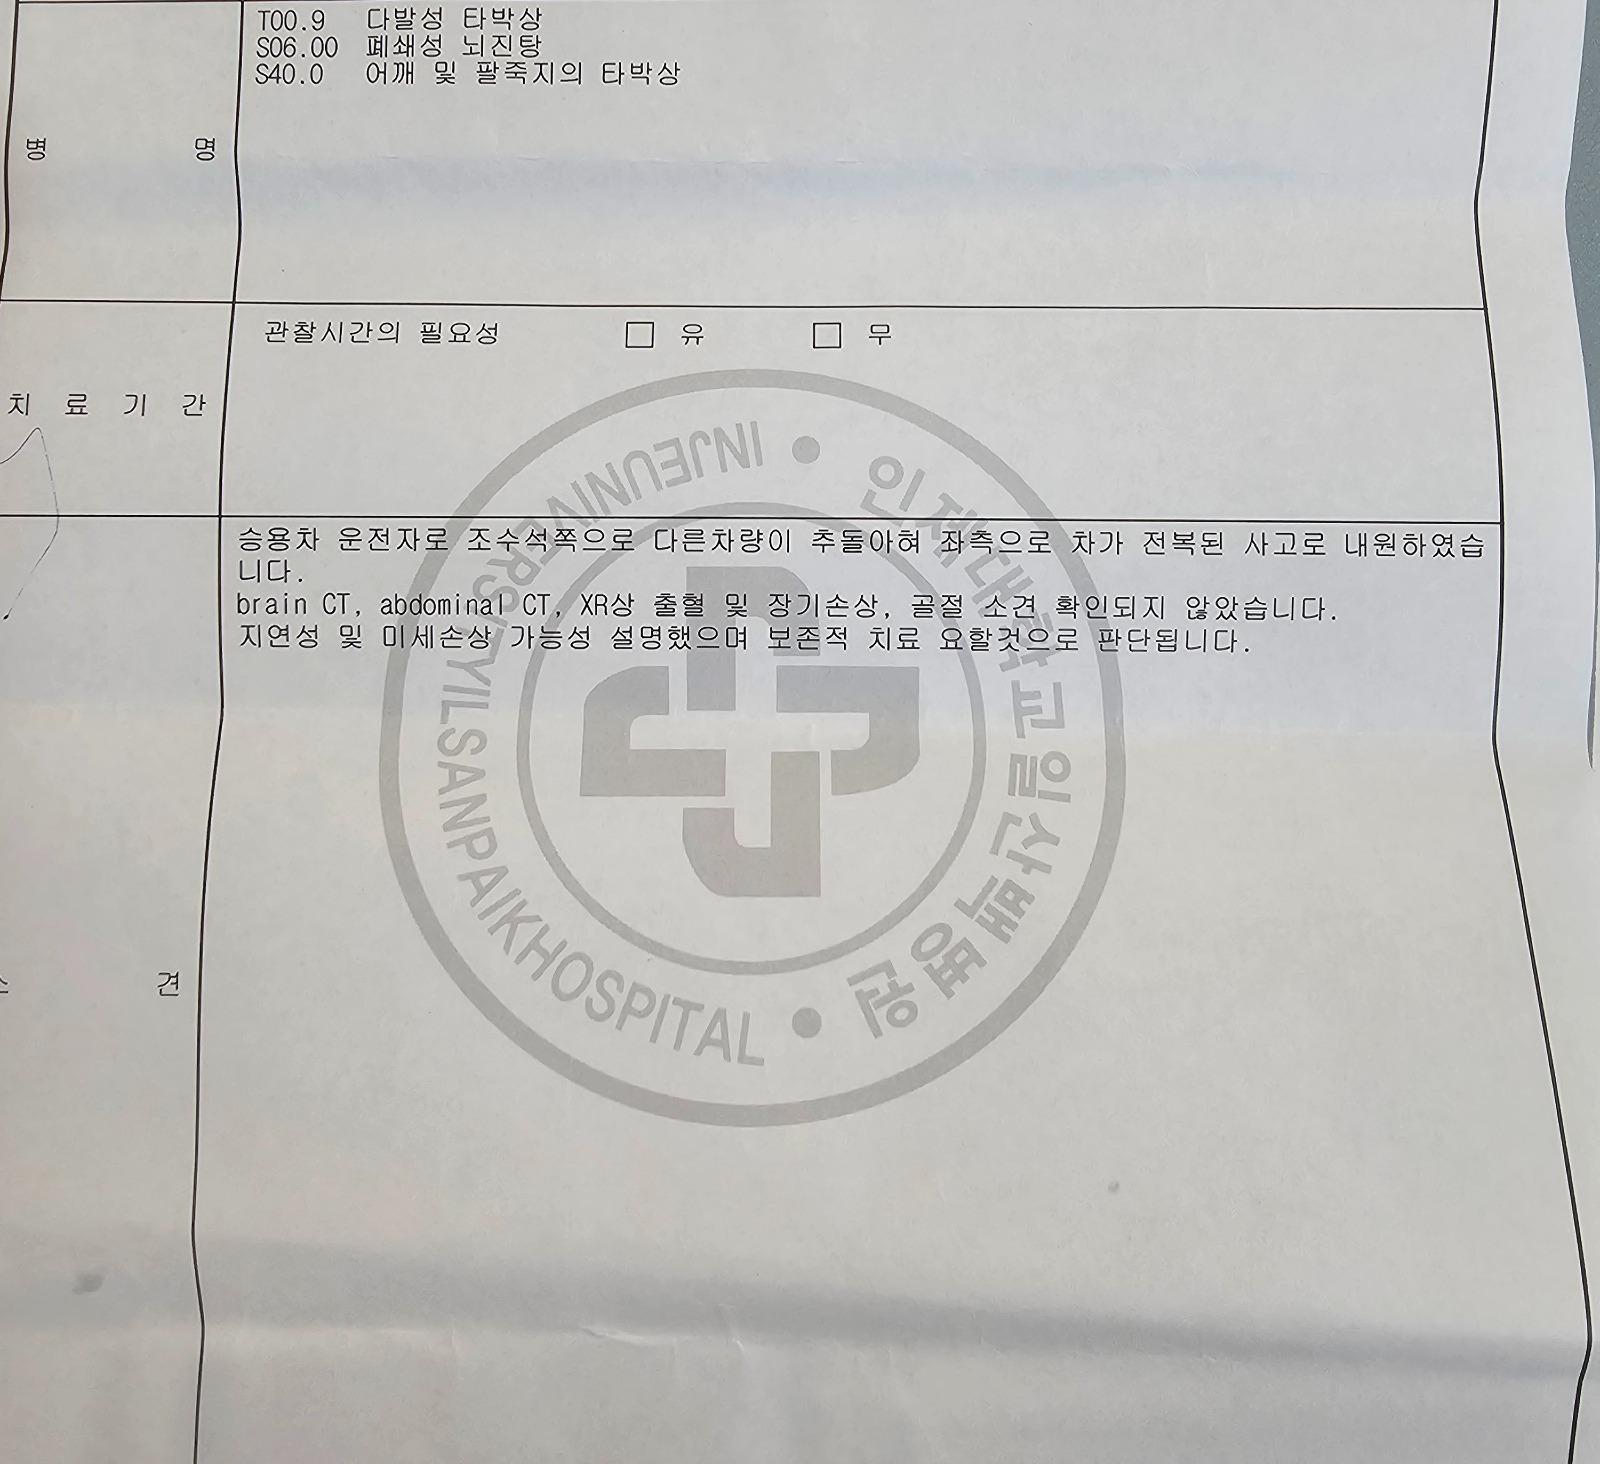 T00.9 다발성 타박상
S06.00 폐쇄성 뇌진탕
S40.0 어깨 및 팔죽지의 타박상
병 명
관찰시간의 필요성 □ 유 □ 무
치 료 기 간
승용차 운전자로 조수석쪽으로 다른차량이 추돌아혀 좌측으로 차가 전복된 사고로 내원하였습
니다.
brain CT, abdominal CT, XR상 출혈 및 장기손상, 골절 소견 확인되지 않았습니다.
지연성 및 미세손상 가능성 설명했으며 보존적 치료 요할것으로 판단됩니다.
견
인제대학교일산백병원
INJEUNIVERSITYILSANPAIKHOSPITAL